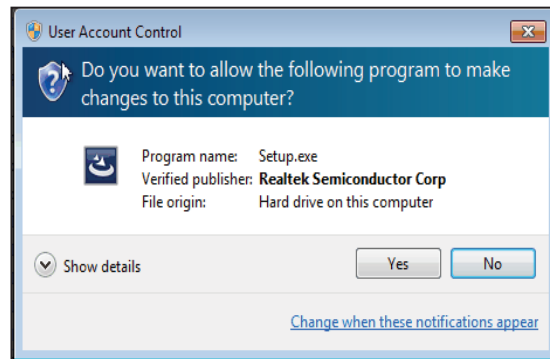 User Account Control
Do you want to allow the following program to make
changes to this computer?
Program name: Setup.exe
Verified publisher: Realtek Semiconductor Corp
File origin: Hard drive on this computer
Show details
Yes No
Change when these notifications appear